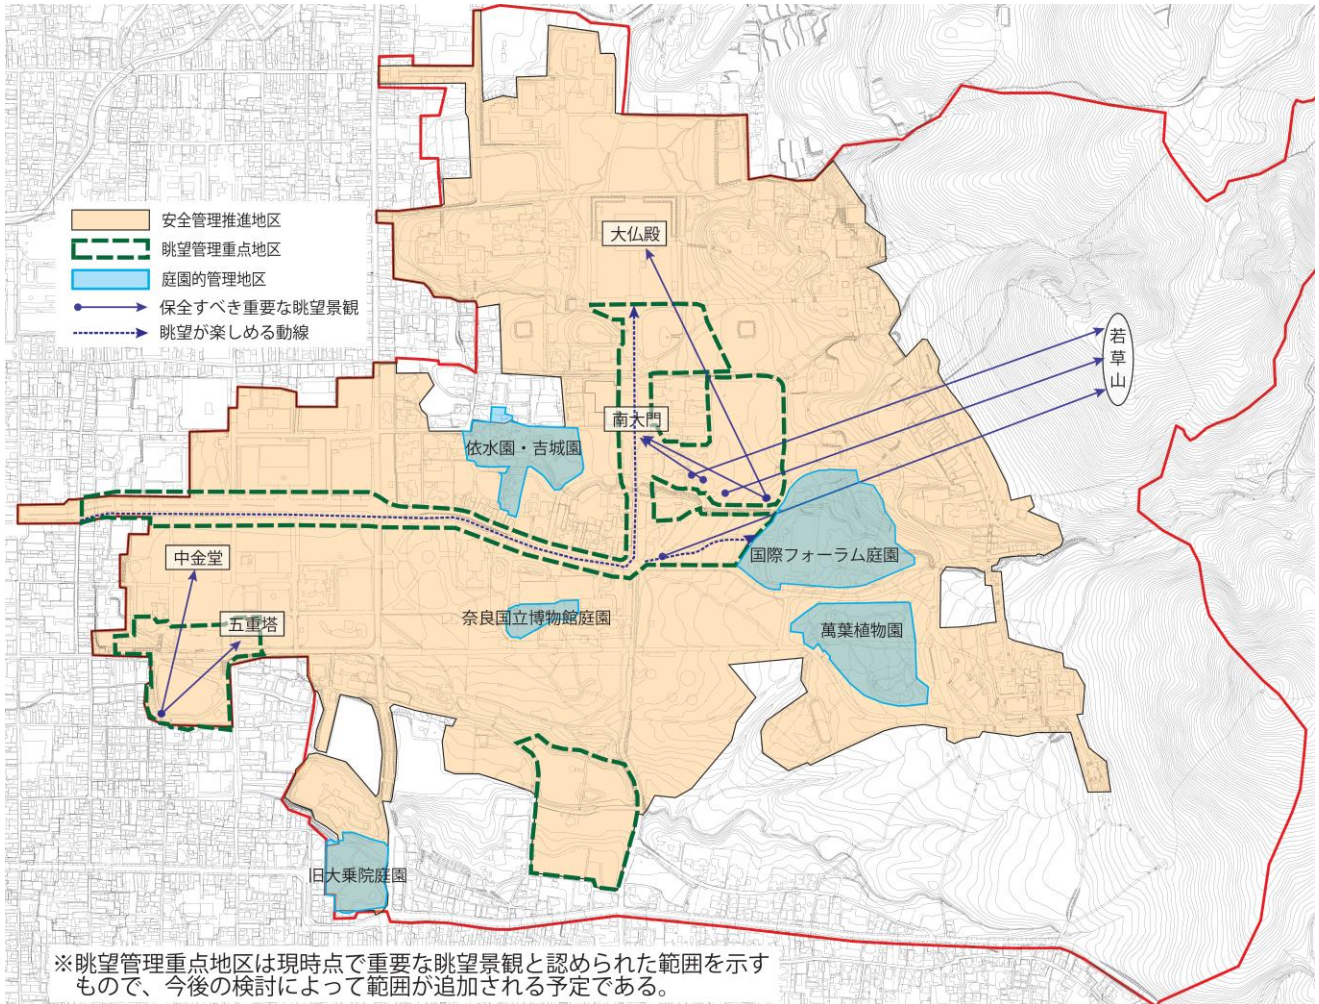 安全管理推進地区
眺望管理重点地区
庭園的管理地区
保全すべき重要な眺望景観
眺望が楽しめる動線
大仏殿
若草山
南大門
依水園・吉城園
中金堂
国際フォーラム庭園
五重塔
奈良国立博物館庭園
萬葉植物園
旧大乗院庭園
※眺望管理重点地区は現時点で重要な眺望景観と認められた範囲を示す
もので、今後の検討によって範囲が追加される予定である。